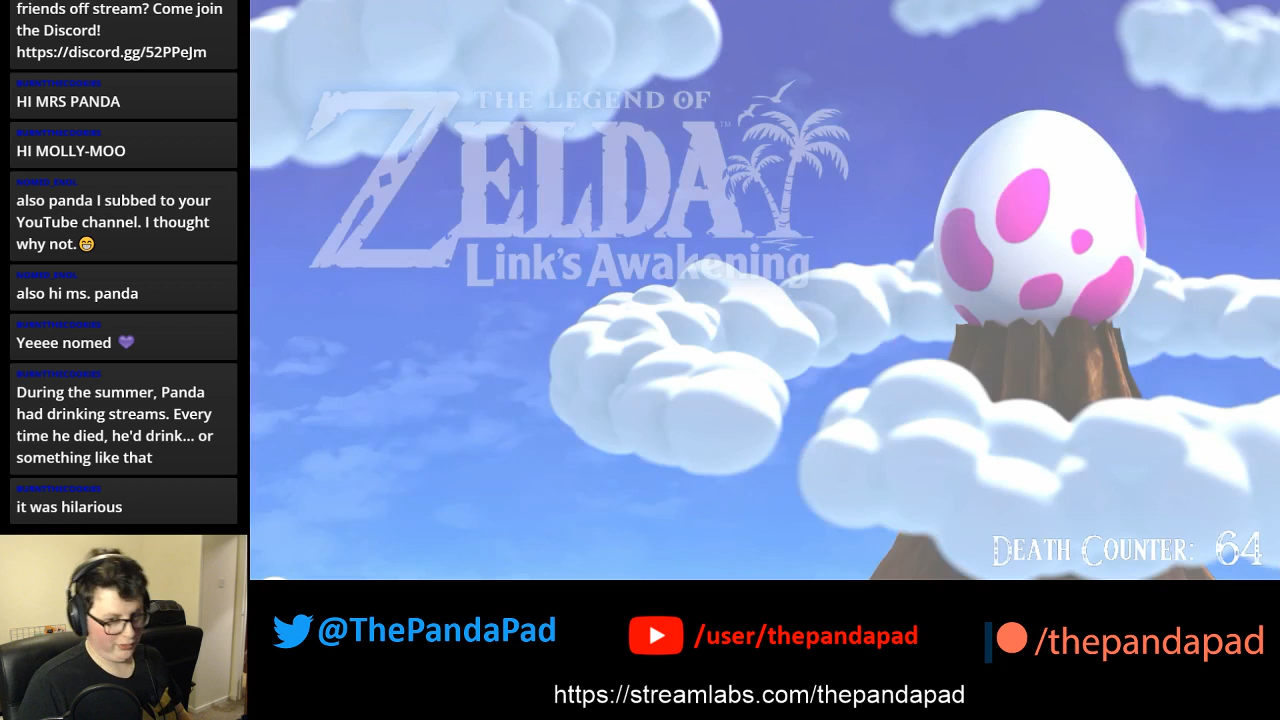 friends off stream? Come join
the Discord!
https://discord.gg/52PPeJm
HI MRS PANDA
HI MOLLY-MOO
also panda I subbed to your
YouTube channel. I thought
why not.😁
also hi ms. panda
Yeeee nomed 💜
During the summer, Panda
had drinking streams. Every
time he died, he'd drink... or
something like that
it was hilarious
THE LEGEND OF
ZELDA™
Link's Awakening
DEATH COUNTER: 64
@ThePandaPad
/user/thepandapad
/thepandapad
https://streamlabs.com/thepandapad